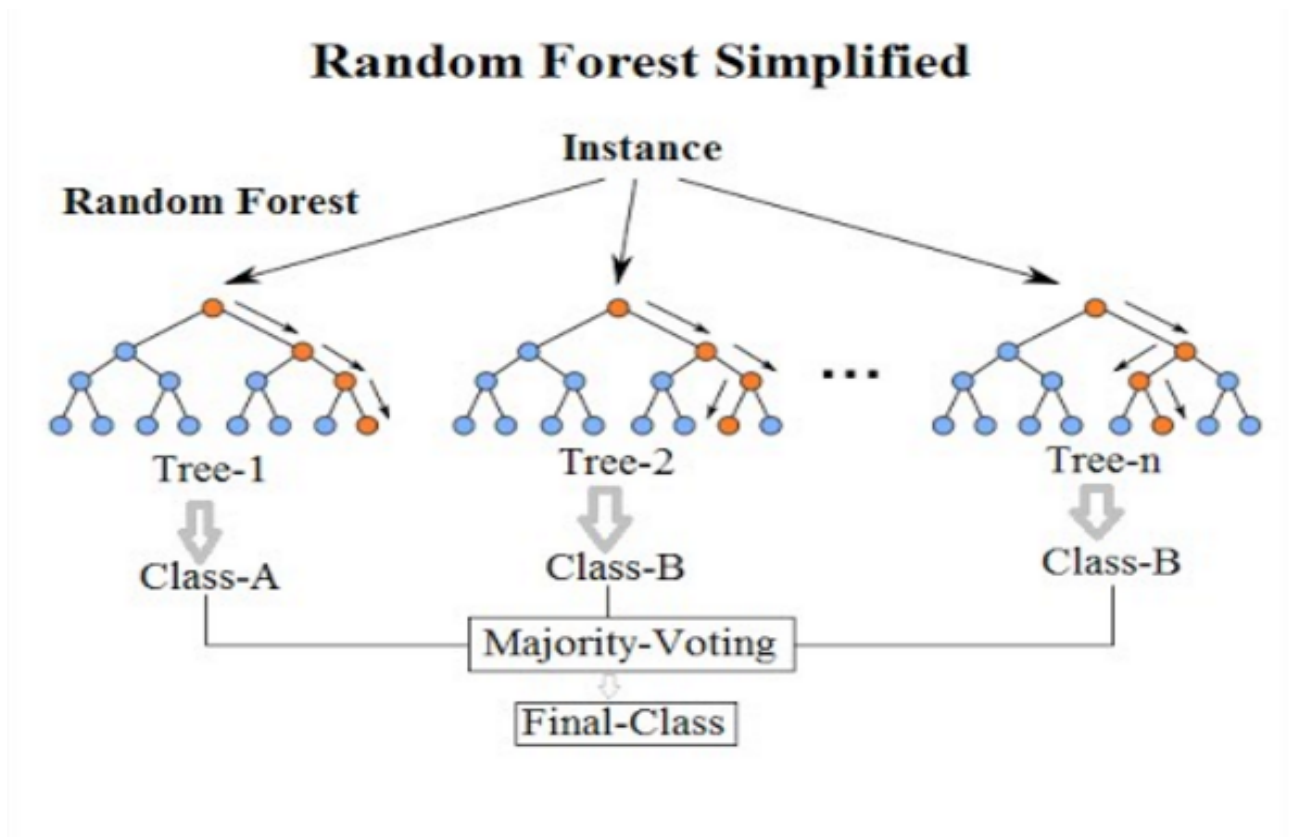 Random Forest Simplified
Instance
Random Forest
...
Tree-1
Tree-2
Tree-n
Class-A
Class-B
Class-B
Majority-Voting
Final-Class